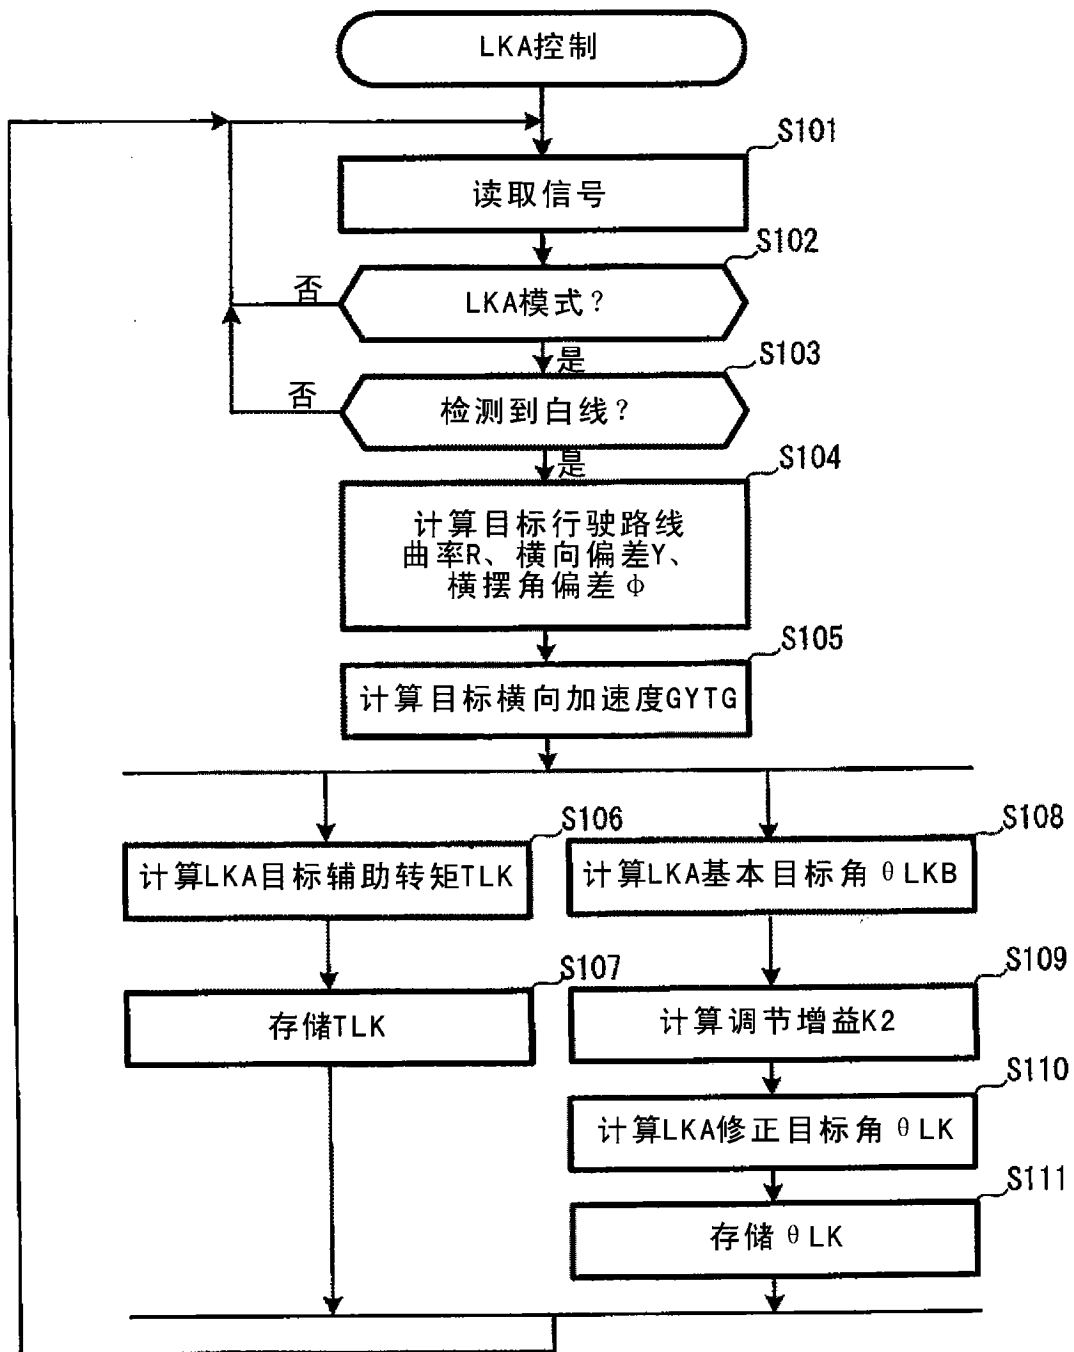 LKA控制
S101
读取信号
S102
否
LKA模式？
是
S103
否
检测到白线？
是
S104
计算目标行驶路线
曲率R、横向偏差Y、
横摆角偏差Φ
S105
计算目标横向加速度GYTG
S106
计算LKA目标辅助转矩TLK
S107
存储TLK
S108
计算LKA基本目标角θLKB
S109
计算调节增益K2
S110
计算LKA修正目标角θLK
S111
存储θLK